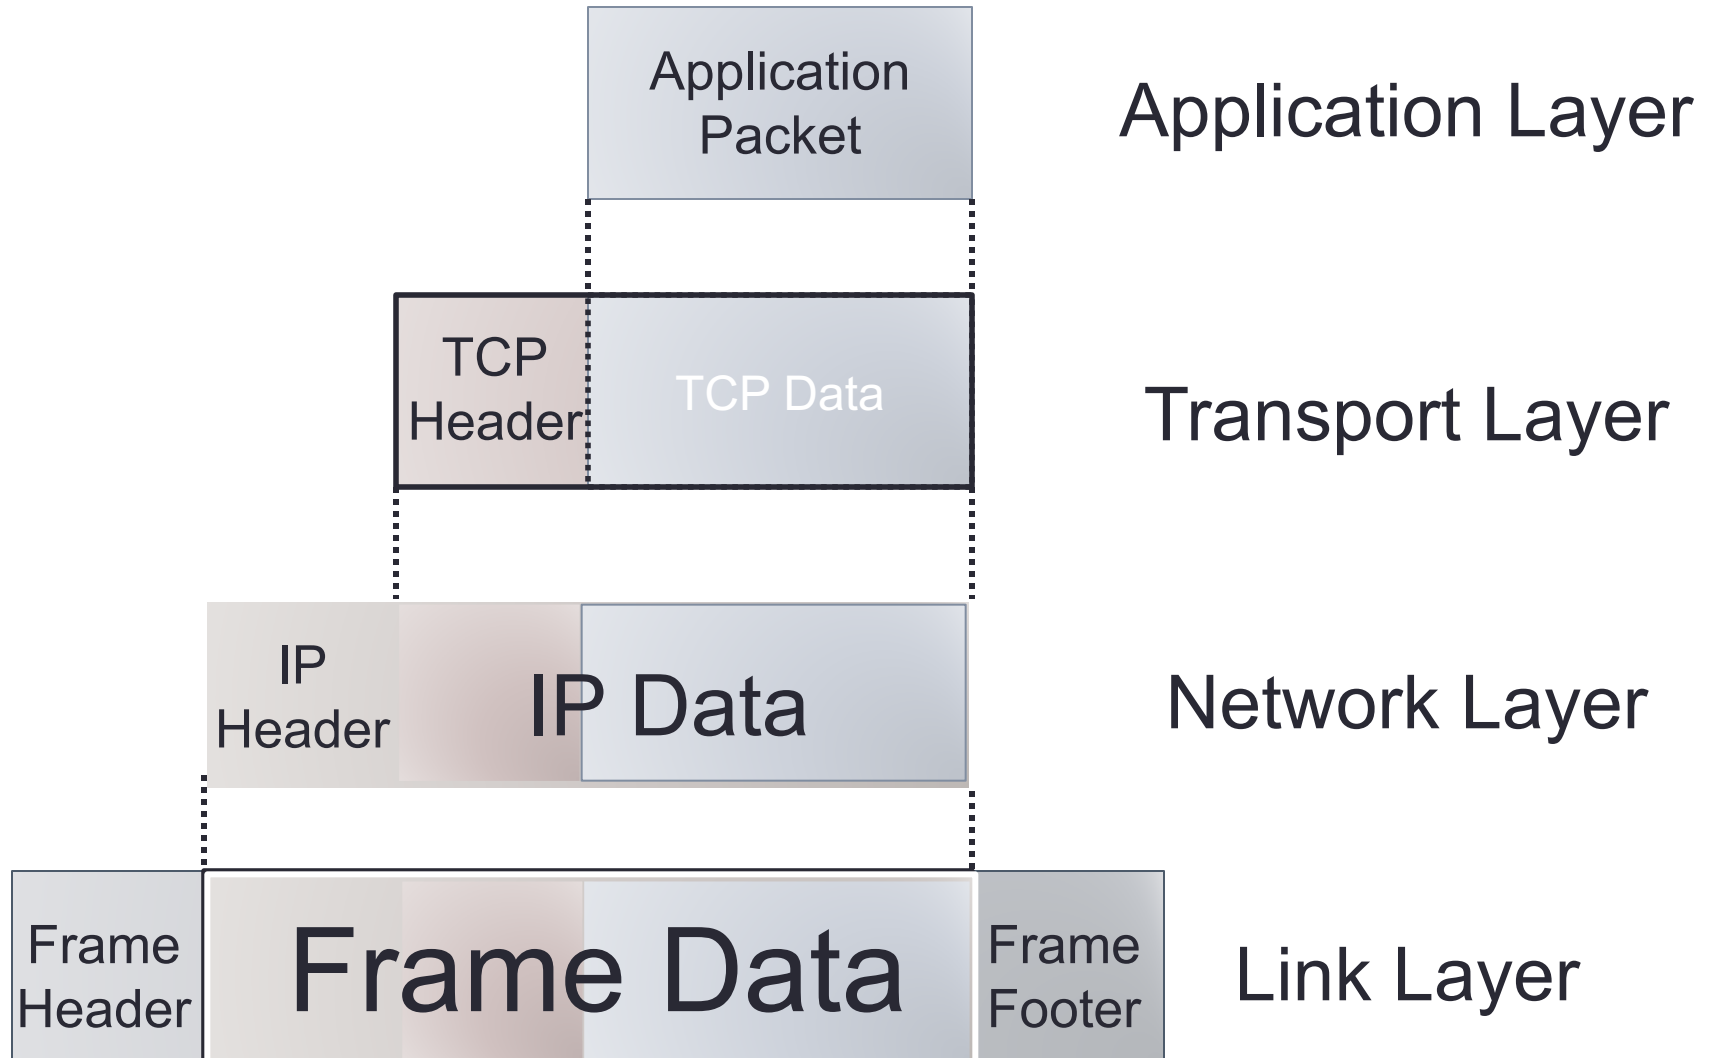 Application
Packet
Application Layer
TCP
Header
TCP Data
Transport Layer
IP
Header
IP Data
Network Layer
Frame
Header
Frame Data
Frame
Footer
Link Layer